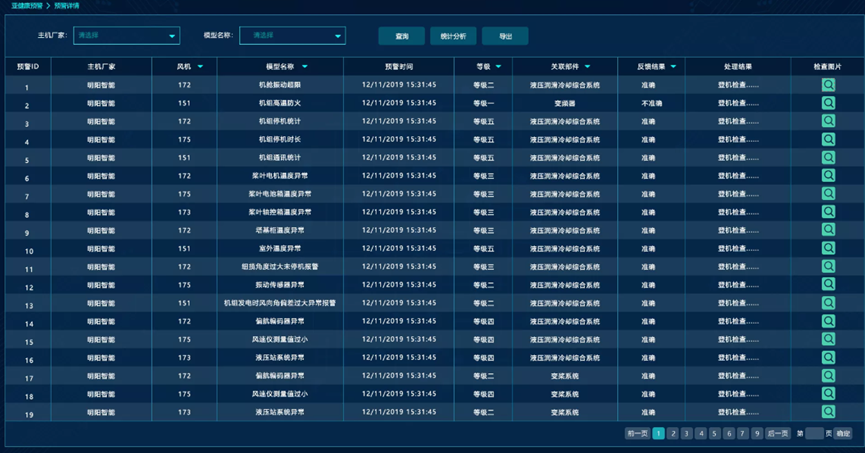 亚健康预警 > 预警详情
主机厂家: 请选择 模型名称: 请选择 查询 统计分析 导出
预警ID 主机厂家 风机 模型名称 预警时间 等级 关联部件 反馈结果 处理结果 检查图片
1 明阳智能 172 机舱振动超限 12/11/2019 15:31:45 等级二 液压润滑冷却综合系统 准确 登机检查......
2 明阳智能 151 机组高温防火 12/11/2019 15:31:45 等级一 变频器 不准确 登机检查......
3 明阳智能 172 机组停机统计 12/11/2019 15:31:45 等级五 液压润滑冷却综合系统 准确 登机检查......
4 明阳智能 175 机组停机时长 12/11/2019 15:31:45 等级五 液压润滑冷却综合系统 准确 登机检查......
5 明阳智能 151 机组通讯统计 12/11/2019 15:31:45 等级五 液压润滑冷却综合系统 准确 登机检查......
6 明阳智能 172 桨叶电机温度异常 12/11/2019 15:31:45 等级三 液压润滑冷却综合系统 准确 登机检查......
7 明阳智能 175 桨叶电池箱温度异常 12/11/2019 15:31:45 等级三 液压润滑冷却综合系统 准确 登机检查......
8 明阳智能 173 桨叶轴控箱温度异常 12/11/2019 15:31:45 等级三 液压润滑冷却综合系统 准确 登机检查......
9 明阳智能 172 塔基柜温度异常 12/11/2019 15:31:45 等级三 液压润滑冷却综合系统 准确 登机检查......
10 明阳智能 151 室外温度异常 12/11/2019 15:31:45 等级五 液压润滑冷却综合系统 准确 登机检查......
11 明阳智能 172 扭揽角度过大未停机报警 12/11/2019 15:31:45 等级三 液压润滑冷却综合系统 准确 登机检查......
12 明阳智能 175 振动传感器异常 12/11/2019 15:31:45 等级二 液压润滑冷却综合系统 准确 登机检查......
13 明阳智能 151 机组发电时风向角偏差过大异常报警 12/11/2019 15:31:45 等级二 液压润滑冷却综合系统 准确 登机检查......
14 明阳智能 172 偏航编码器异常 12/11/2019 15:31:45 等级四 液压润滑冷却综合系统 准确 登机检查......
15 明阳智能 175 风速仪测量值过小 12/11/2019 15:31:45 等级四 液压润滑冷却综合系统 准确 登机检查......
16 明阳智能 173 液压站系统异常 12/11/2019 15:31:45 等级四 液压润滑冷却综合系统 准确 登机检查......
17 明阳智能 172 偏航编码器异常 12/11/2019 15:31:45 等级二 变桨系统 准确 登机检查......
18 明阳智能 175 风速仪测量值过小 12/11/2019 15:31:45 等级四 变桨系统 准确 登机检查......
19 明阳智能 173 液压站系统异常 12/11/2019 15:31:45 等级二 变桨系统 准确 登机检查......
前一页 1 2 3 4 5 6 7 9 后一页 第 页 确定